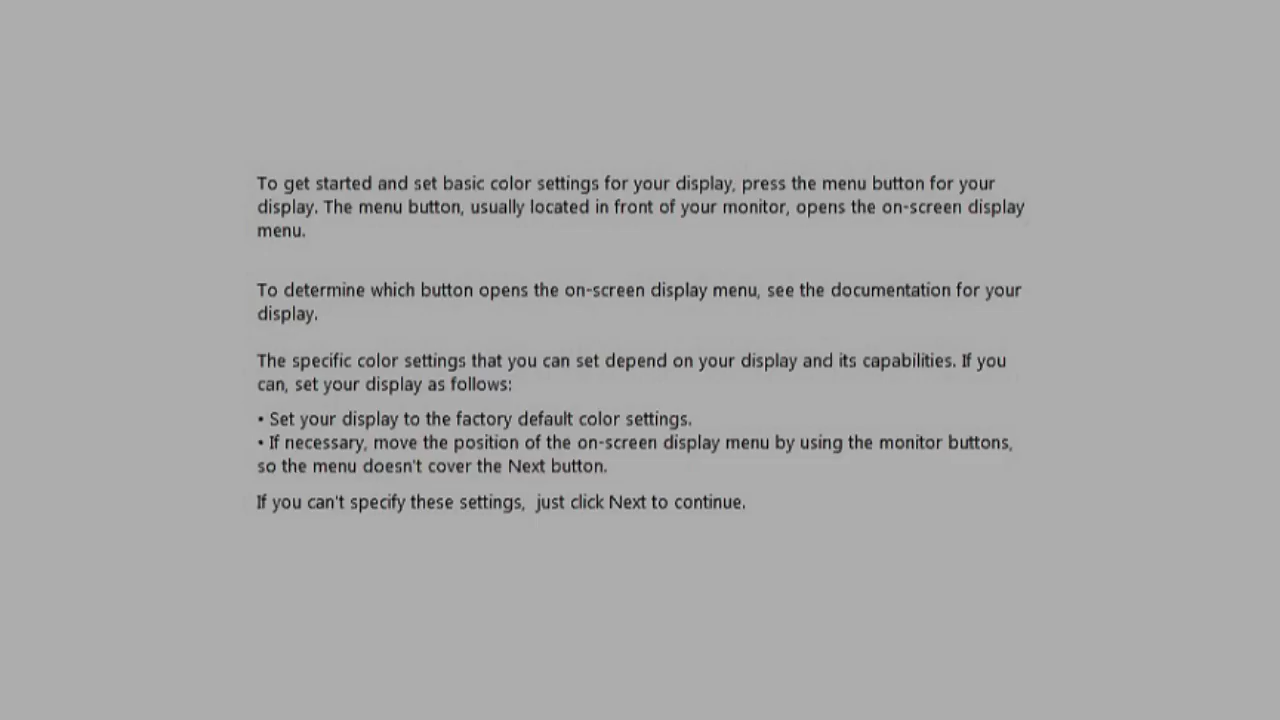 To get started and set basic color settings for your display, press the menu button for your
display. The menu button, usually located in front of your monitor, opens the on-screen display
menu.
To determine which button opens the on-screen display menu, see the documentation for your
display.
The specific color settings that you can set depend on your display and its capabilities. If you
can, set your display as follows:
• Set your display to the factory default color settings.
• If necessary, move the position of the on-screen display menu by using the monitor buttons,
so the menu doesn't cover the Next button.
If you can't specify these settings,  just click Next to continue.